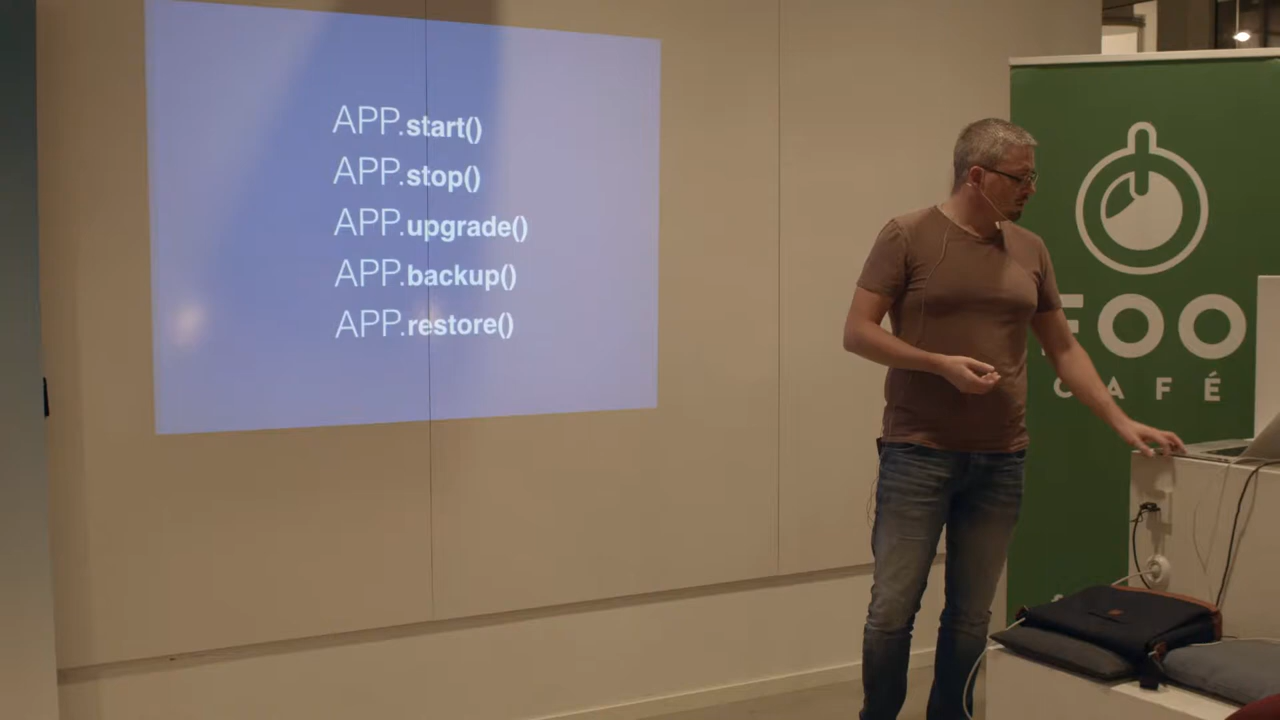 APP.start()
APP.stop()
APP.upgrade()
APP.backup()
APP.restore()
FOO
CAFÉ